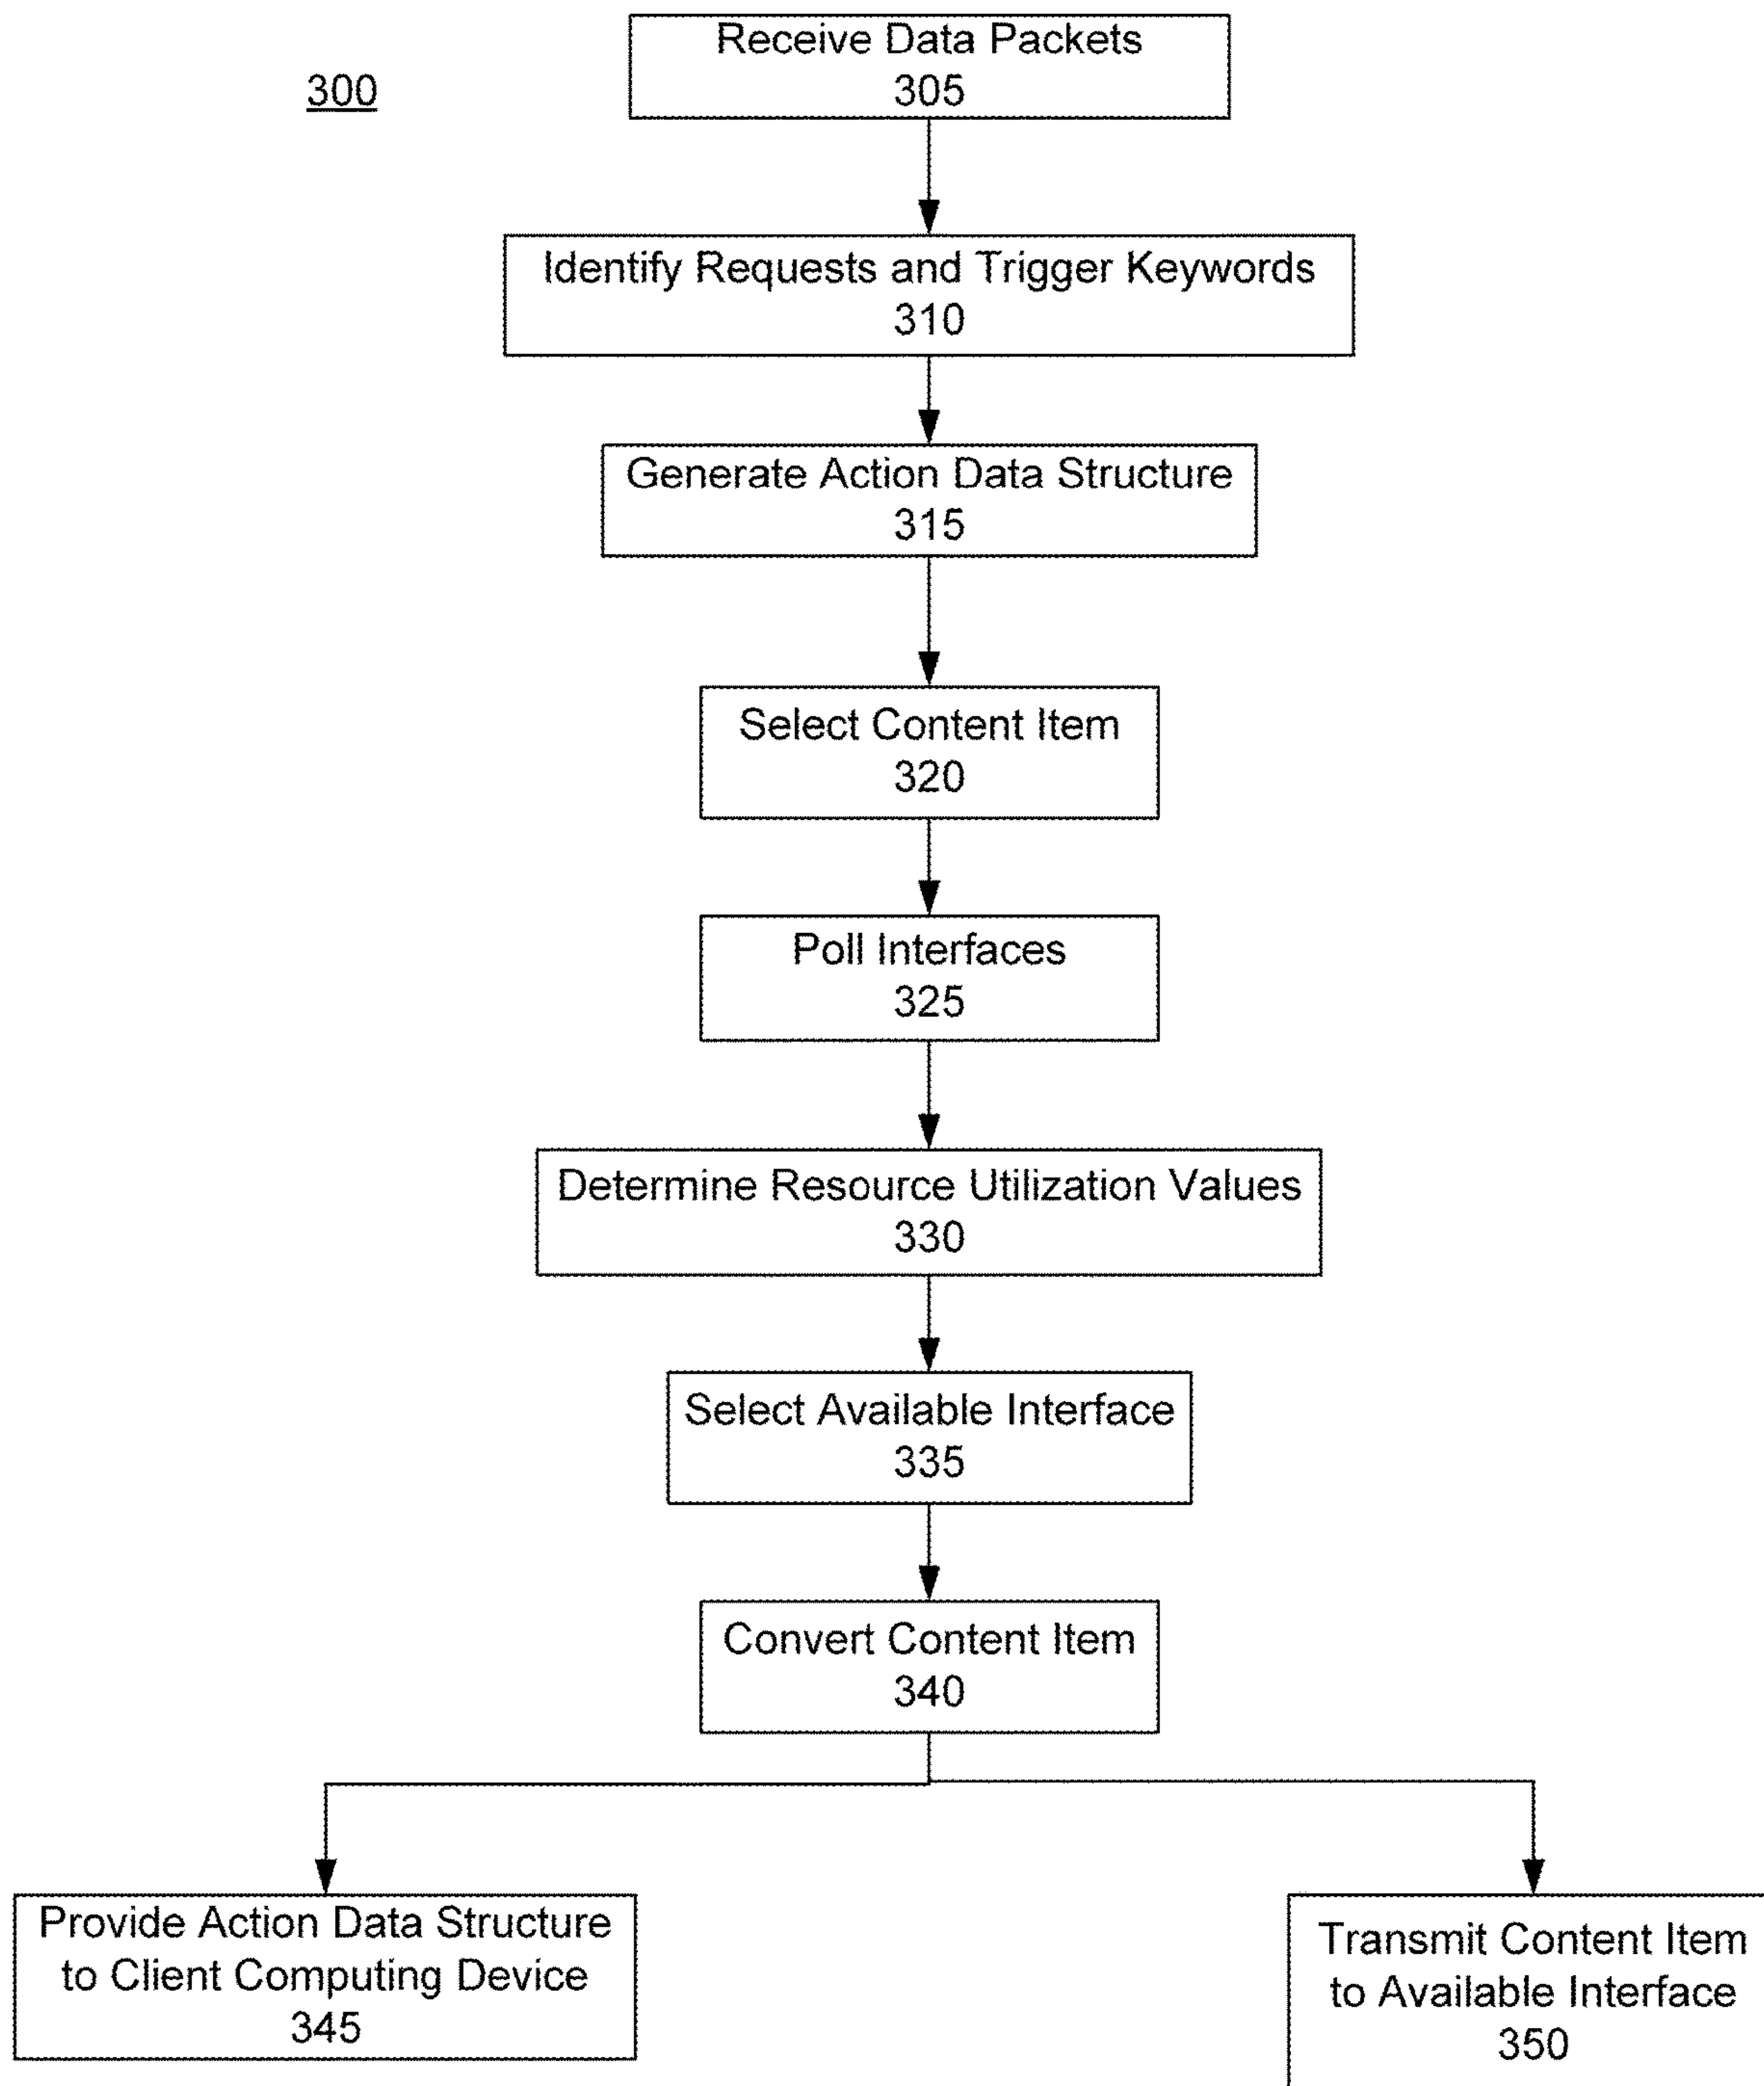 Receive Data Packets
305
300
Identify Requests and Trigger Keywords
310
Generate Action Data Structure
315
Select Content Item
320
Poll Interfaces
325
Determine Resource Utilization Values
330
Select Available Interface
335
Convert Content Item
340
Provide Action Data Structure
to Client Computing Device
345
Transmit Content Item
to Available Interface
350